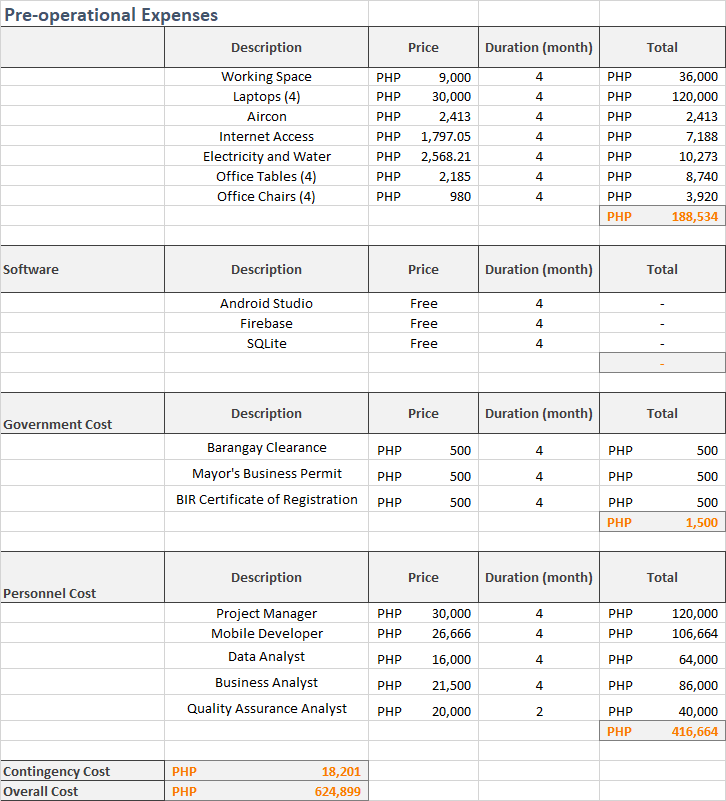 Pre-operational Expenses
Description Price Duration (month) Total
Working Space PHP 9,000 4 PHP 36,000
Laptops (4) PHP 30,000 4 PHP 120,000
Aircon PHP 2,413 4 PHP 2,413
Internet Access PHP 1,797.05 4 PHP 7,188
Electricity and Water PHP 2,568.21 4 PHP 10,273
Office Tables (4) PHP 2,185 4 PHP 8,740
Office Chairs (4) PHP 980 4 PHP 3,920
PHP 188,534
Software Description Price Duration (month) Total
Android Studio Free 4 -
Firebase Free 4 -
SQLite Free 4 -
-
Government Cost Description Price Duration (month) Total
Barangay Clearance PHP 500 4 PHP 500
Mayor's Business Permit PHP 500 4 PHP 500
BIR Certificate of Registration PHP 500 4 PHP 500
PHP 1,500
Personnel Cost Description Price Duration (month) Total
Project Manager PHP 30,000 4 PHP 120,000
Mobile Developer PHP 26,666 4 PHP 106,664
Data Analyst PHP 16,000 4 PHP 64,000
Business Analyst PHP 21,500 4 PHP 86,000
Quality Assurance Analyst PHP 20,000 2 PHP 40,000
PHP 416,664
Contingency Cost PHP 18,201
Overall Cost PHP 624,899